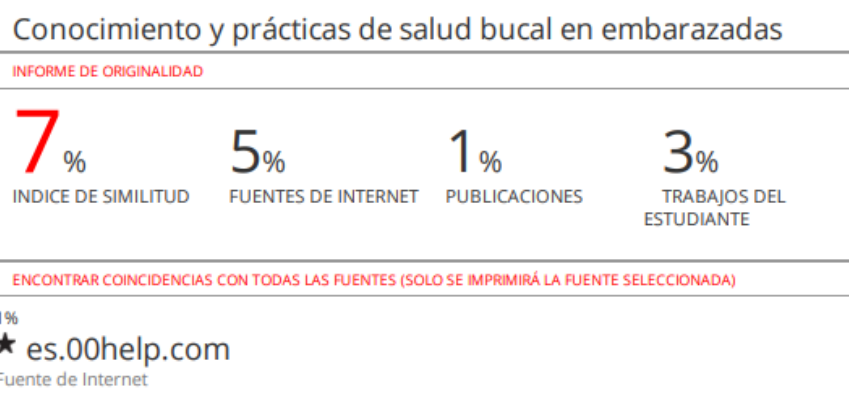 Conocimiento y prácticas de salud bucal en embarazadas
INFORME DE ORIGINALIDAD
7%
5%
1%
3%
INDICE DE SIMILITUD
FUENTES DE INTERNET
PUBLICACIONES
TRABAJOS DEL
ESTUDIANTE
ENCONTRAR COINCIDENCIAS CON TODAS LAS FUENTES (SOLO SE IMPRIMIRÁ LA FUENTE SELECCIONADA)
1%
★ es.00help.com
Fuente de Internet